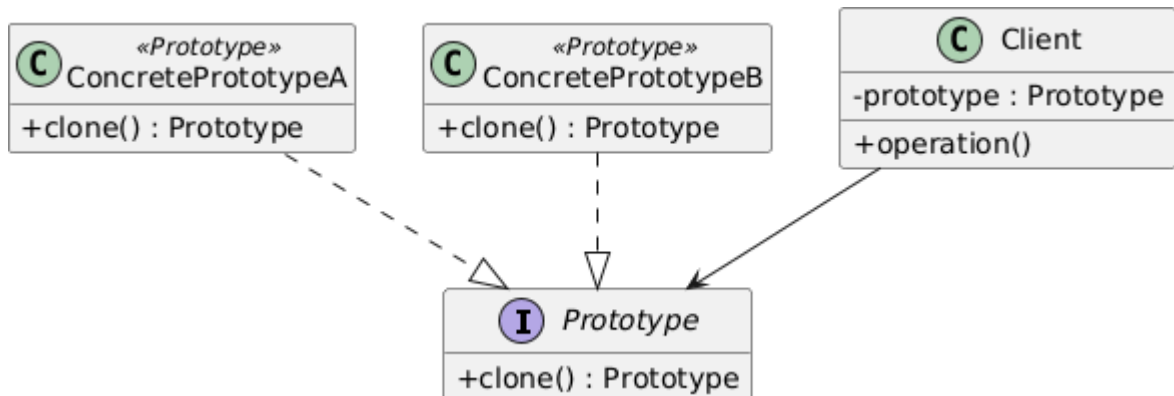 C «Prototype»
ConcretePrototypeA
+clone() : Prototype
C «Prototype»
ConcretePrototypeB
+clone() : Prototype
C Client
-prototype : Prototype
+operation()
I Prototype
+clone() : Prototype